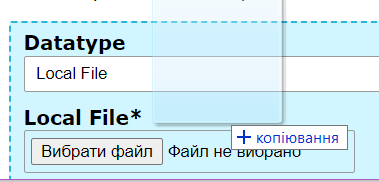 Datatype
Local File
Local File*
+ копіювання
Вибрати файл Файл не вибрано